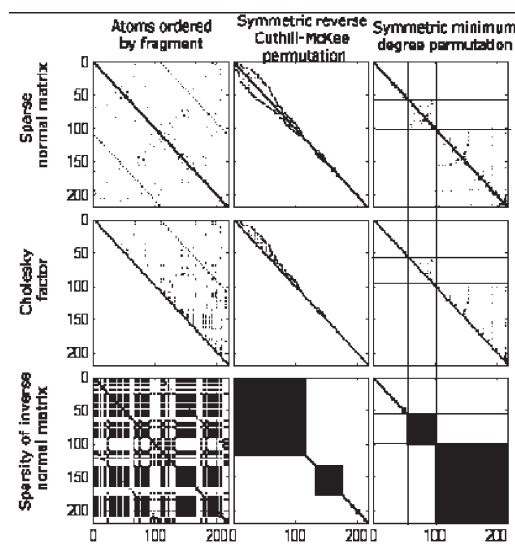 Atoms ordered
by fragment
Symmetric reverse
Cuthill-McKee
permutation
Symmetric minimum
degree permutation
Sparse
normal matrix
0
50
100
150
200
Cholesky
factor
0
50
100
150
200
Sparsity of inverse
normal matrix
0
50
100
150
200
0 100 200
0 100 200
0 100 200